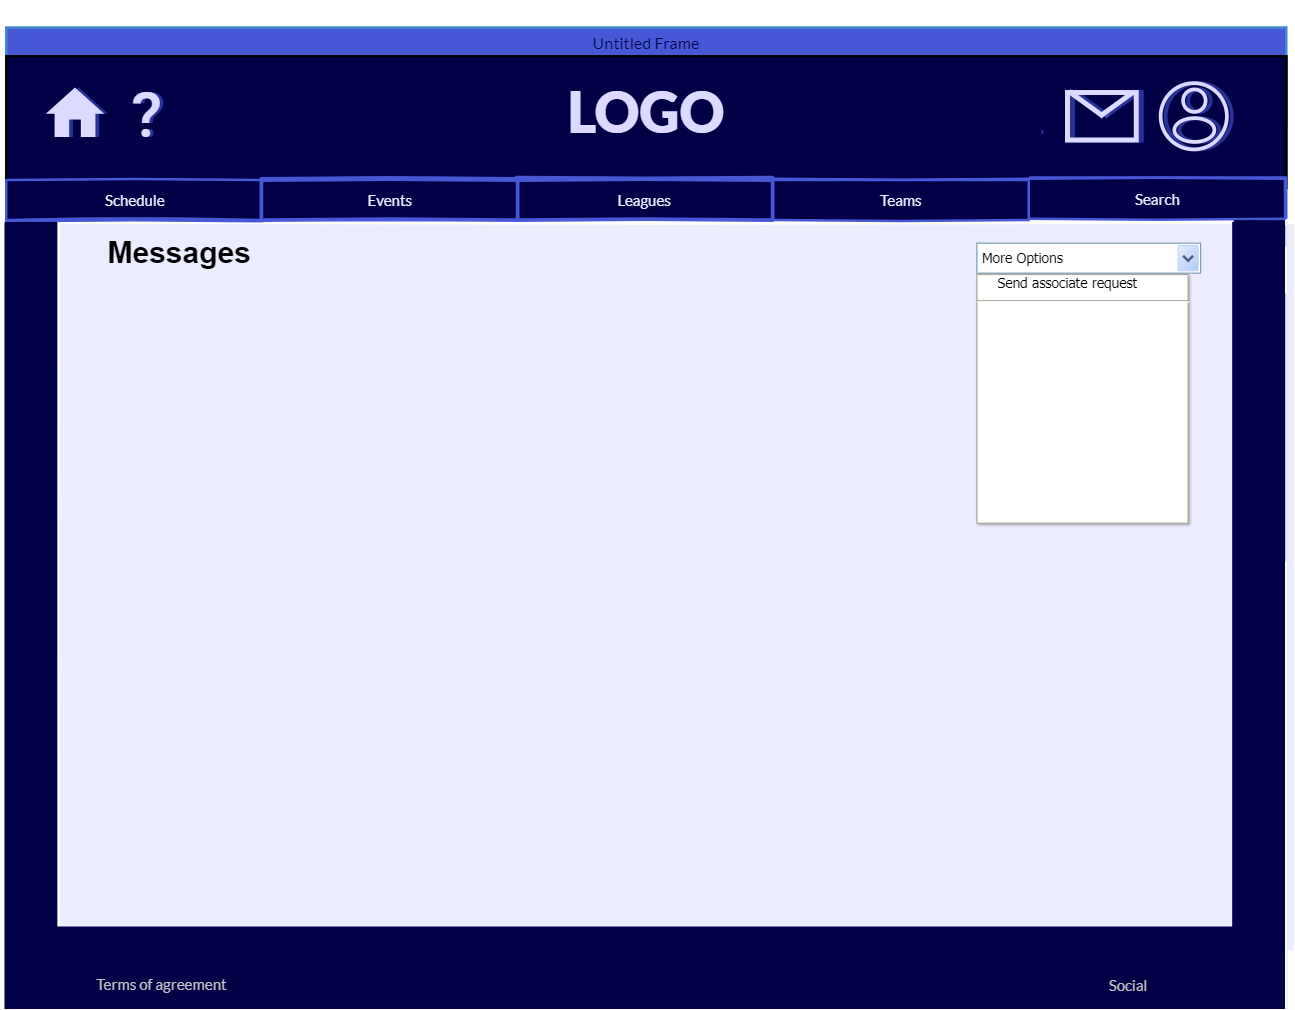 Untitled Frame
?
LOGO
Schedule
Events
Leagues
Teams
Search
Messages
More Options
Send associate request
Terms of agreement
Social